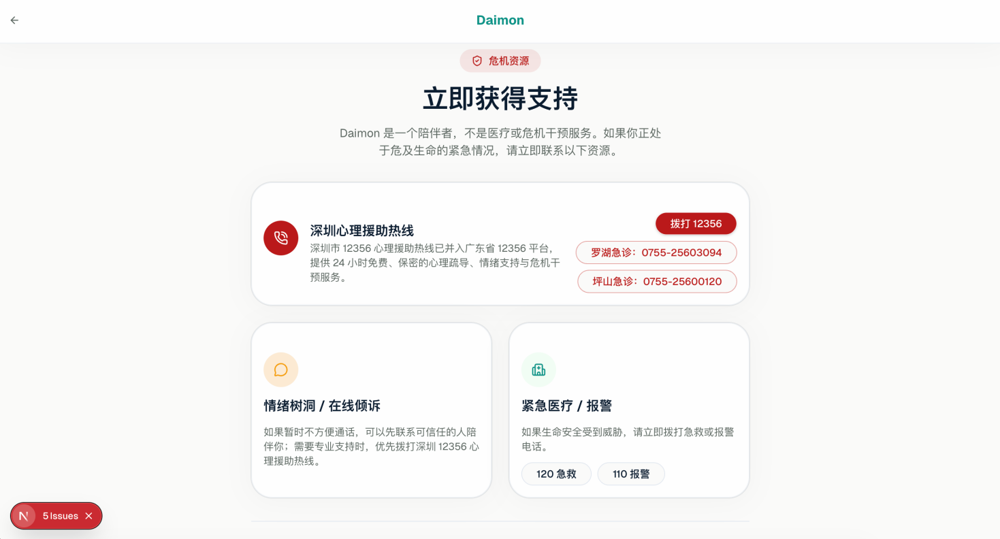 Daimon
危机资源
立即获得支持
Daimon 是一个陪伴者，不是医疗或危机干预服务。如果你正处
于危及生命的紧急情况，请立即联系以下资源。
深圳心理援助热线
深圳市 12356 心理援助热线已并入广东省 12356 平台，
提供 24 小时免费、保密的心理疏导、情绪支持与危机干
预服务。
拨打 12356
罗湖急诊：0755-25603094
坪山急诊：0755-25600120
情绪树洞 / 在线倾诉
如果暂时不方便通话，可以先联系可信任的人陪
伴你；需要专业支持时，优先拨打深圳 12356 心
理援助热线。
紧急医疗 / 报警
如果生命安全受到威胁，请立即拨打急救或报警
电话。
120 急救
110 报警
N
5 Issues